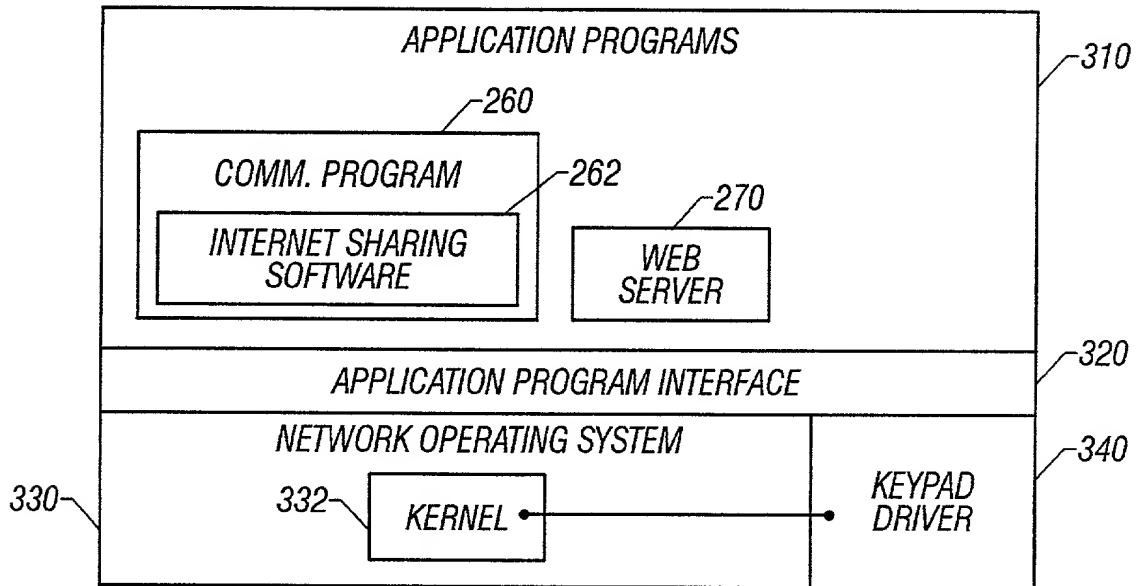 APPLICATION PROGRAMS
310
260
COMM. PROGRAM
262
INTERNET SHARING
SOFTWARE
270
WEB
SERVER
320
APPLICATION PROGRAM INTERFACE
NETWORK OPERATING SYSTEM
340
330
332
KERNEL
KEYPAD
DRIVER